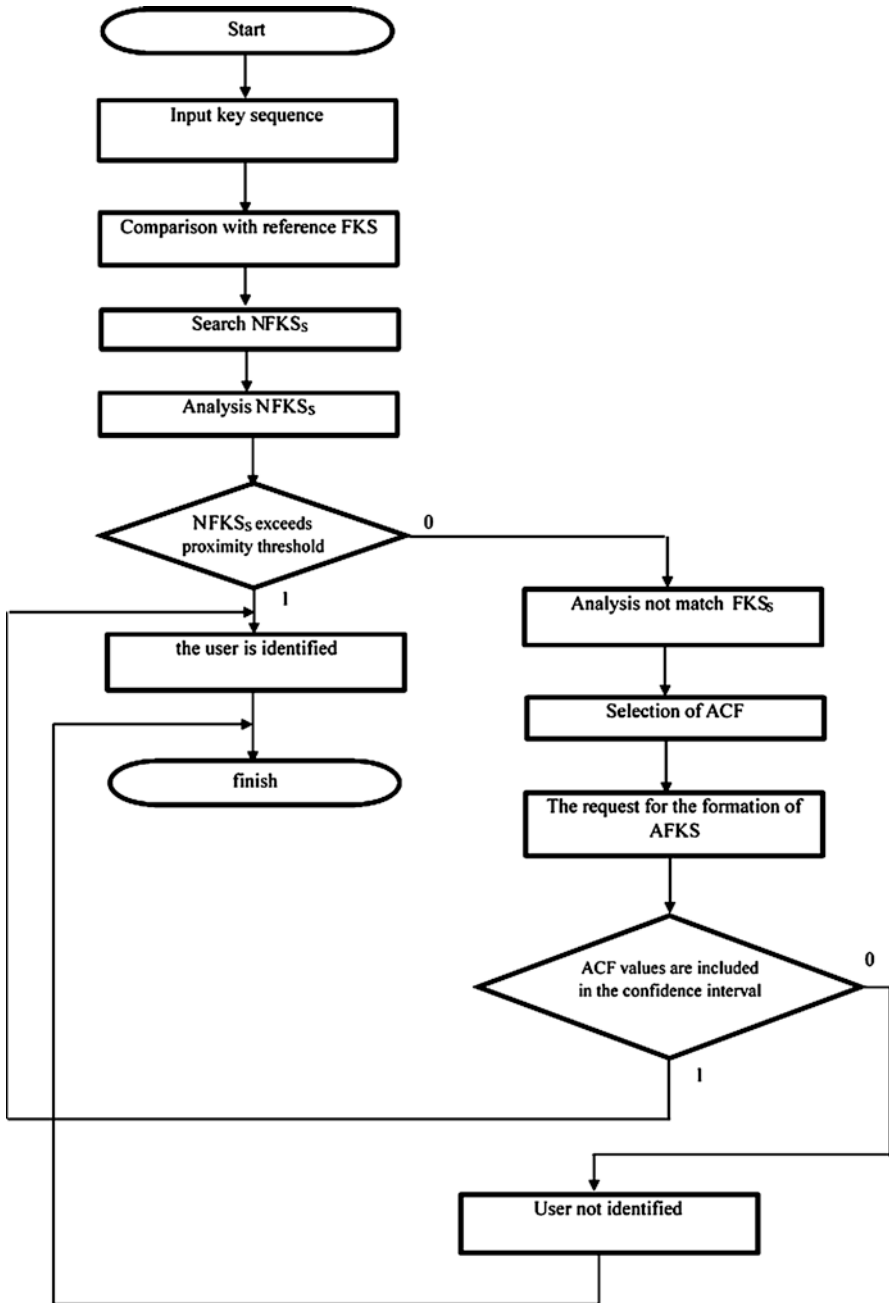 Start
Input key sequence
Comparison with reference FKS
Search NFKSs
Analysis NFKSs
NFKSs exceeds
proximity threshold
0
1
the user is identified
finish
Analysis not match FKSs
Selection of ACF
The request for the formation of
AFKS
ACF values are included
in the confidence interval
0
1
User not identified